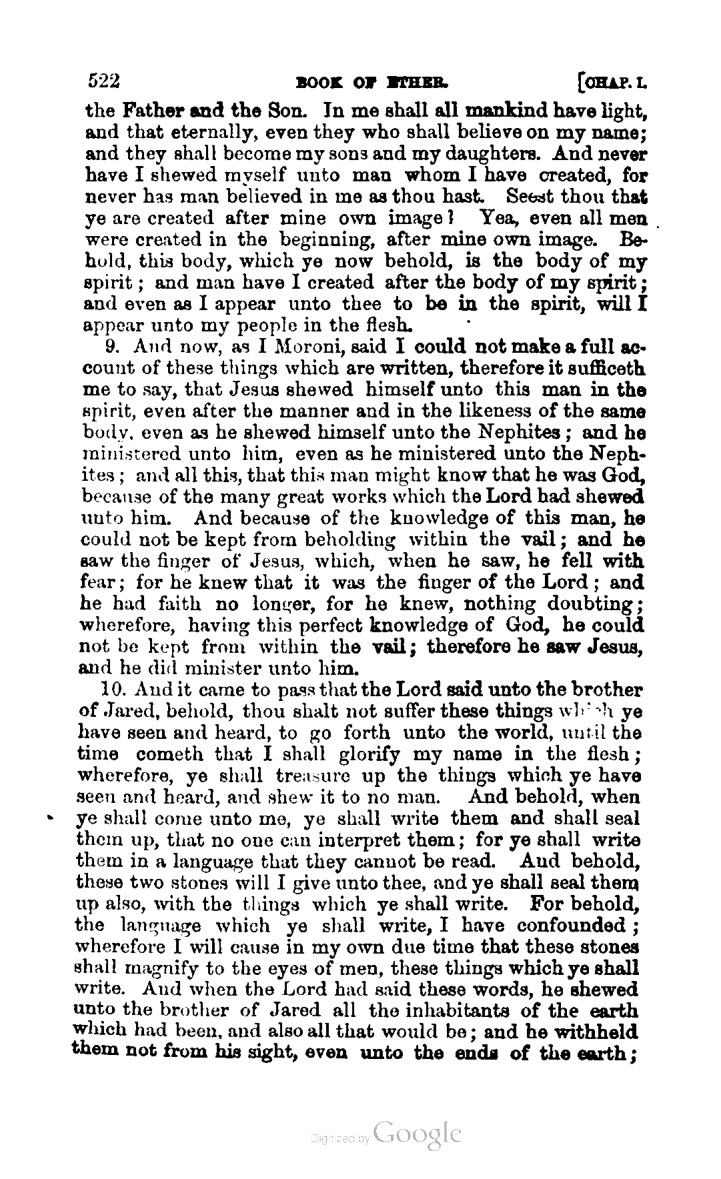 522 BOOK OF ETHER. [CHAP. I.
the Father and the Son. In me shall all mankind have light,
and that eternally, even they who shall believe on my name;
and they shall become my sons and my daughters. And never
have I shewed myself unto man whom I have created, for
never has man believed in me as thou hast. Seest thou that
ye are created after mine own image? Yea, even all men
were created in the beginning, after mine own image. Be-
hold, this body, which ye now behold, is the body of my
spirit; and man have I created after the body of my spirit;
and even as I appear unto thee to be in the spirit, will I
appear unto my people in the flesh.
9. And now, as I Moroni, said I could not make a full ac-
count of these things which are written, therefore it sufficeth
me to say, that Jesus shewed himself unto this man in the
spirit, even after the manner and in the likeness of the same
body, even as he shewed himself unto the Nephites; and he
ministered unto him, even as he ministered unto the Neph-
ites; and all this, that this man might know that he was God,
because of the many great works which the Lord had shewed
unto him. And because of the knowledge of this man, he
could not be kept from beholding within the vail; and he
saw the finger of Jesus, which, when he saw, he fell with
fear; for he knew that it was the finger of the Lord; and
he had faith no longer, for he knew, nothing doubting;
wherefore, having this perfect knowledge of God, he could
not be kept from within the vail; therefore he saw Jesus,
and he did minister unto him.
10. And it came to pass that the Lord said unto the brother
of Jared, behold, thou shalt not suffer these things which ye
have seen and heard, to go forth unto the world, until the
time cometh that I shall glorify my name in the flesh;
wherefore, ye shall treasure up the things which ye have
seen and heard, and shew it to no man. And behold, when
ye shall come unto me, ye shall write them and shall seal
them up, that no one can interpret them; for ye shall write
them in a language that they cannot be read. And behold,
these two stones will I give unto thee, and ye shall seal them
up also, with the things which ye shall write. For behold,
the language which ye shall write, I have confounded;
wherefore I will cause in my own due time that these stones
shall magnify to the eyes of men, these things which ye shall
write. And when the Lord had said these words, he shewed
unto the brother of Jared all the inhabitants of the earth
which had been, and also all that would be; and he withheld
them not from his sight, even unto the ends of the earth;
Digitized by Google